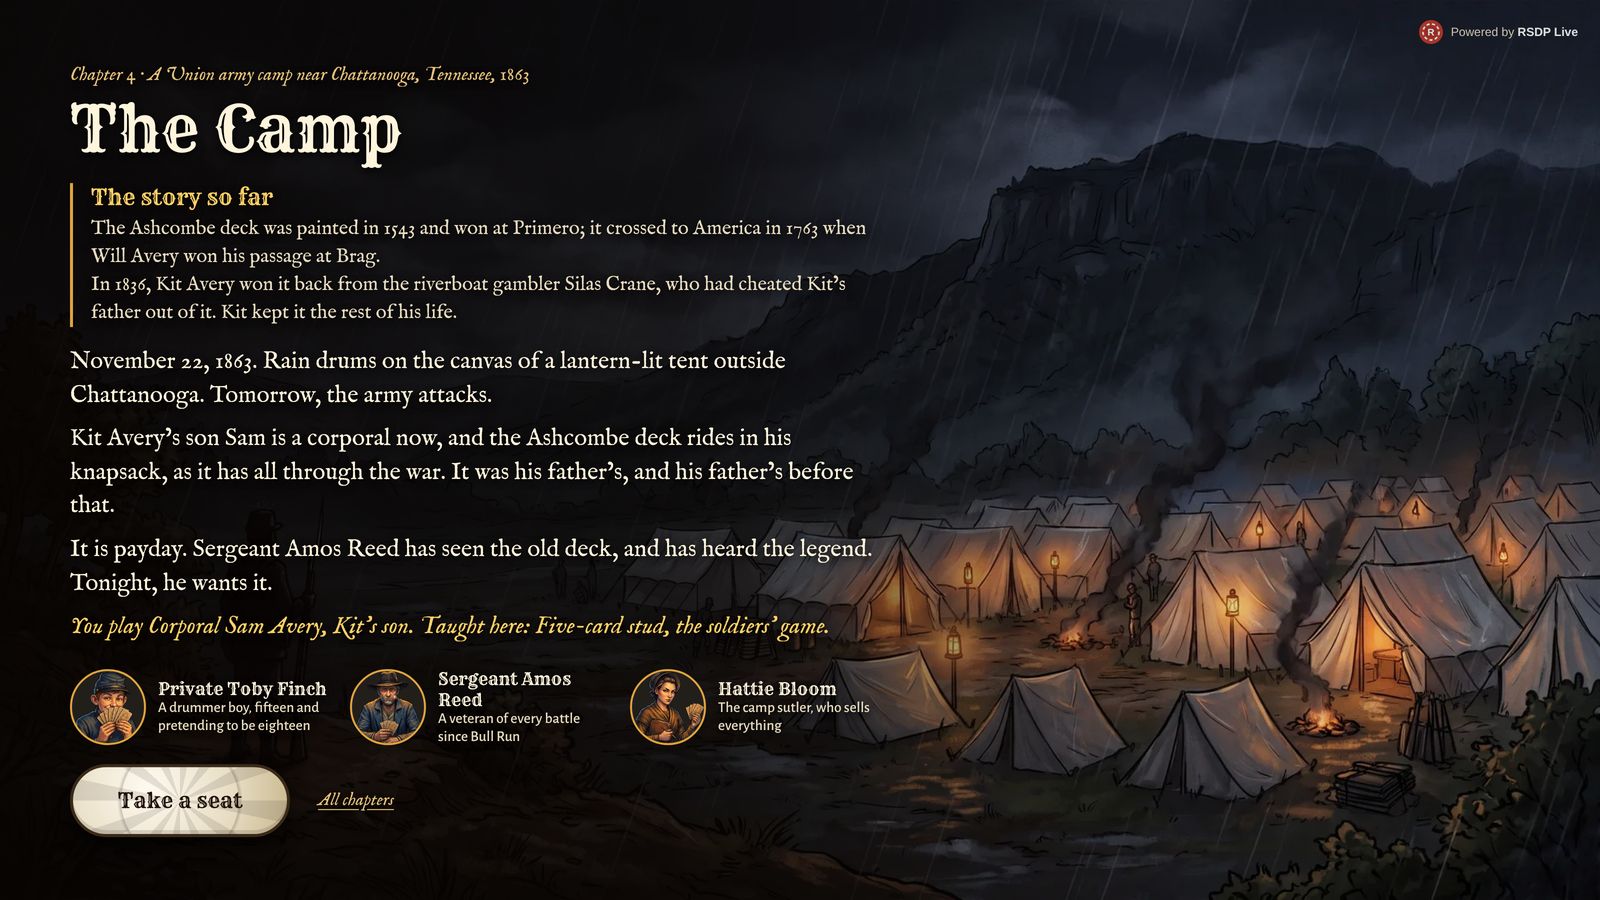 Powered by RSDP Live
Chapter 4 · A Union army camp near Chattanooga, Tennessee, 1863
The Camp
The story so far
The Ashcombe deck was painted in 1543 and won at Primero; it crossed to America in 1763 when
Will Avery won his passage at Brag.
In 1836, Kit Avery won it back from the riverboat gambler Silas Crane, who had cheated Kit’s
father out of it. Kit kept it the rest of his life.
November 22, 1863. Rain drums on the canvas of a lantern-lit tent outside
Chattanooga. Tomorrow, the army attacks.
Kit Avery’s son Sam is a corporal now, and the Ashcombe deck rides in his
knapsack, as it has all through the war. It was his father’s, and his father’s before
that.
It is payday. Sergeant Amos Reed has seen the old deck, and has heard the legend.
Tonight, he wants it.
You play Corporal Sam Avery, Kit’s son. Taught here: Five-card stud, the soldiers’ game.
Private Toby Finch
A drummer boy, fifteen and
pretending to be eighteen
Sergeant Amos
Reed
A veteran of every battle
since Bull Run
Hattie Bloom
The camp sutler, who sells
everything
Take a seat
All chapters